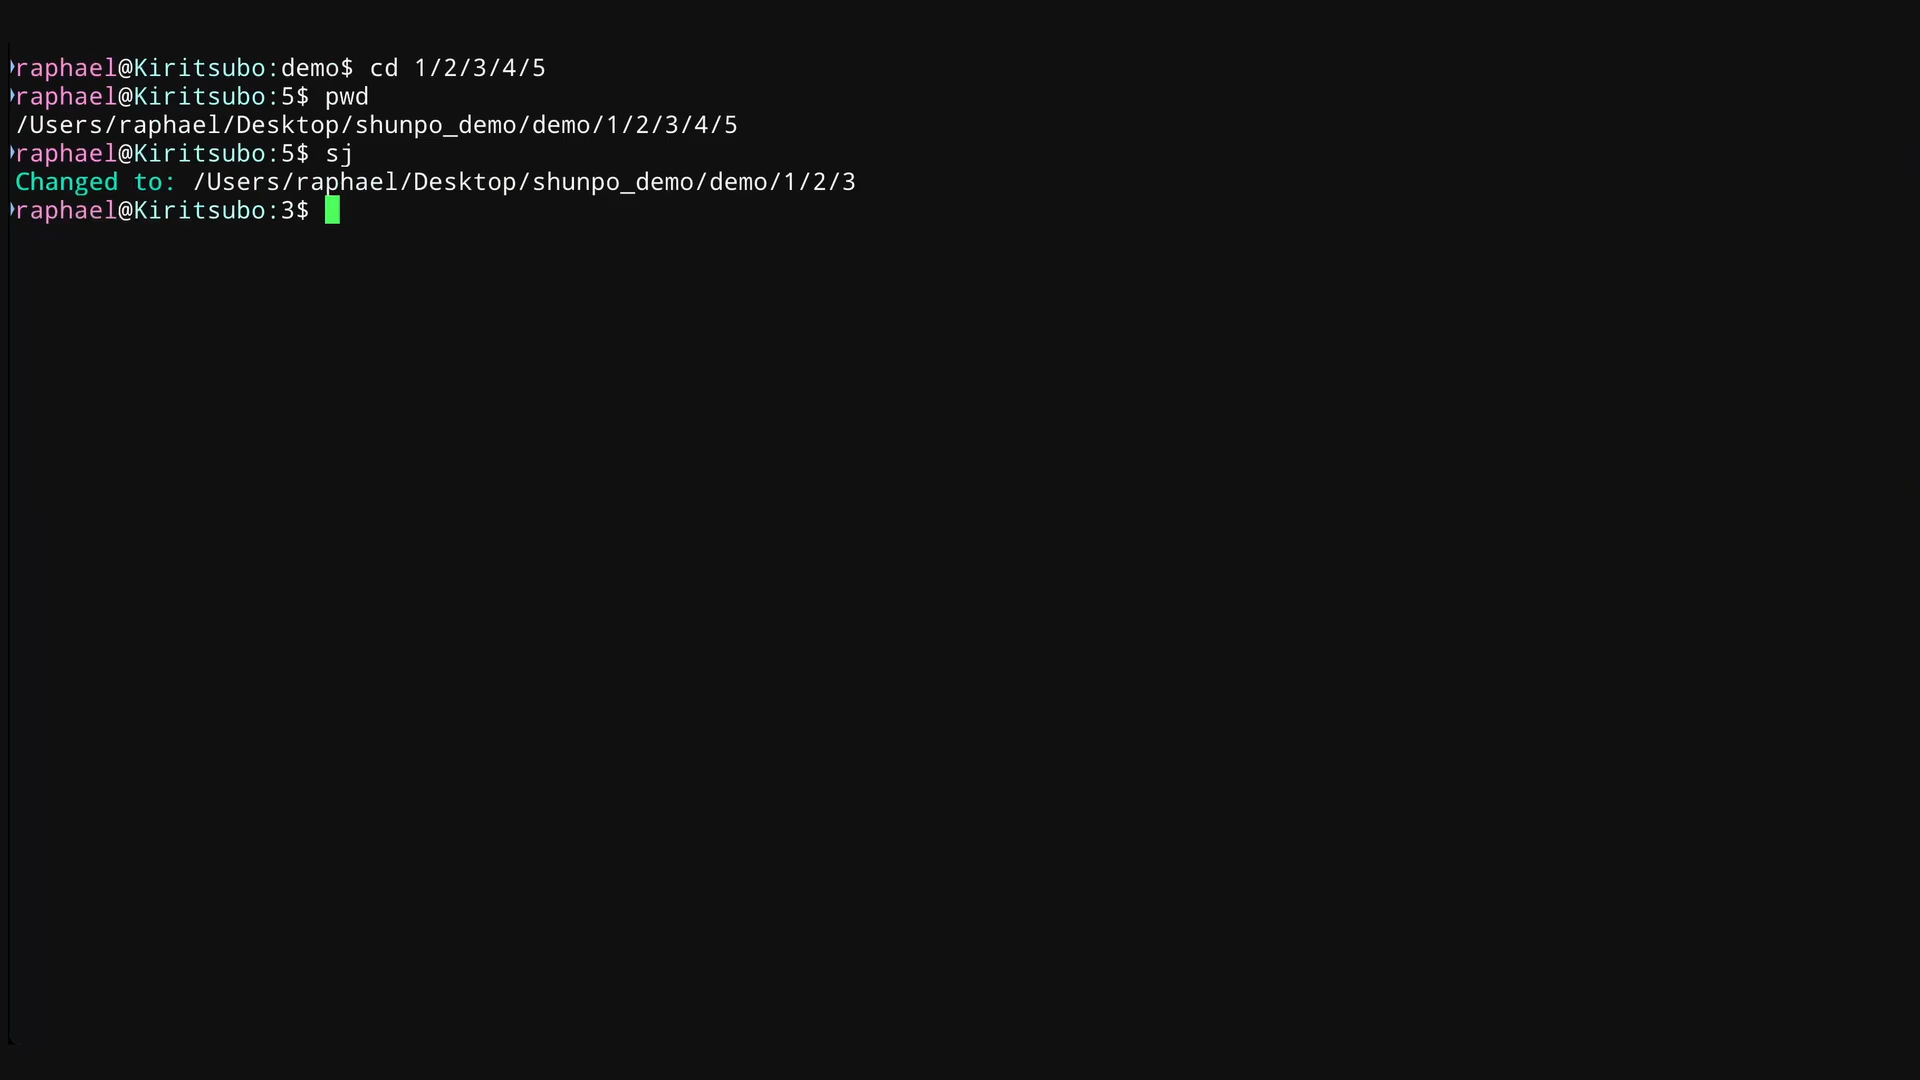 raphael@Kiritsubo:demo$ cd 1/2/3/4/5
raphael@Kiritsubo:5$ pwd
/Users/raphael/Desktop/shunpo_demo/demo/1/2/3/4/5
raphael@Kiritsubo:5$ sj
Changed to: /Users/raphael/Desktop/shunpo_demo/demo/1/2/3
raphael@Kiritsubo:3$